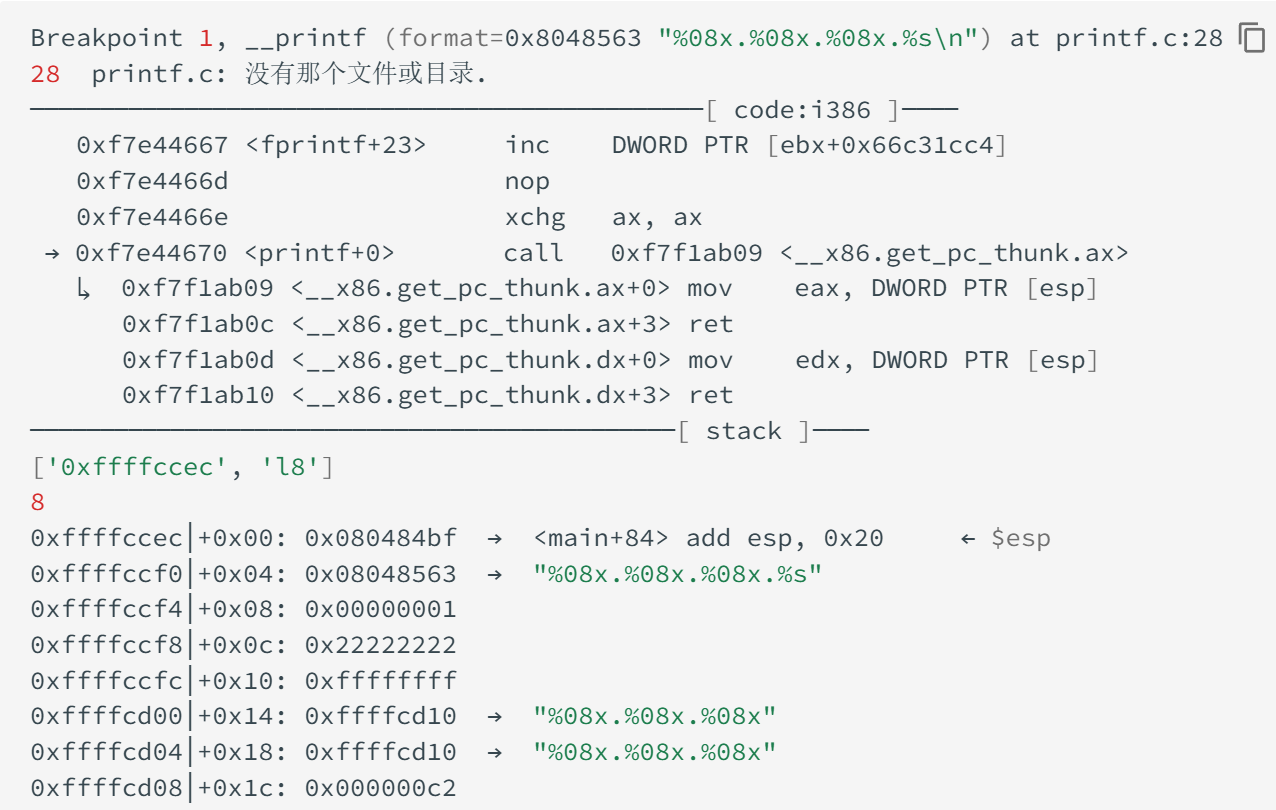 Breakpoint 1, __printf (format=0x8048563 "%08x.%08x.%08x.%s\n") at printf.c:28
28  printf.c: 没有那个文件或目录.
────────────────────────────────────────────[ code:i386 ]────
   0xf7e44667 <fprintf+23>     inc    DWORD PTR [ebx+0x66c31cc4]
   0xf7e4466d                  nop
   0xf7e4466e                  xchg   ax, ax
 → 0xf7e44670 <printf+0>       call   0xf7f1ab09 <__x86.get_pc_thunk.ax>
   ↳  0xf7f1ab09 <__x86.get_pc_thunk.ax+0> mov    eax, DWORD PTR [esp]
      0xf7f1ab0c <__x86.get_pc_thunk.ax+3> ret
      0xf7f1ab0d <__x86.get_pc_thunk.dx+0> mov    edx, DWORD PTR [esp]
      0xf7f1ab10 <__x86.get_pc_thunk.dx+3> ret
──────────────────────────────────────────[ stack ]────
['0xffffccec', 'l8']
8
0xffffccec│+0x00: 0x080484bf  →  <main+84> add esp, 0x20     ← $esp
0xffffccf0│+0x04: 0x08048563  →  "%08x.%08x.%08x.%s"
0xffffccf4│+0x08: 0x00000001
0xffffccf8│+0x0c: 0x22222222
0xffffccfc│+0x10: 0xffffffff
0xffffcd00│+0x14: 0xffffcd10  →  "%08x.%08x.%08x"
0xffffcd04│+0x18: 0xffffcd10  →  "%08x.%08x.%08x"
0xffffcd08│+0x1c: 0x000000c2